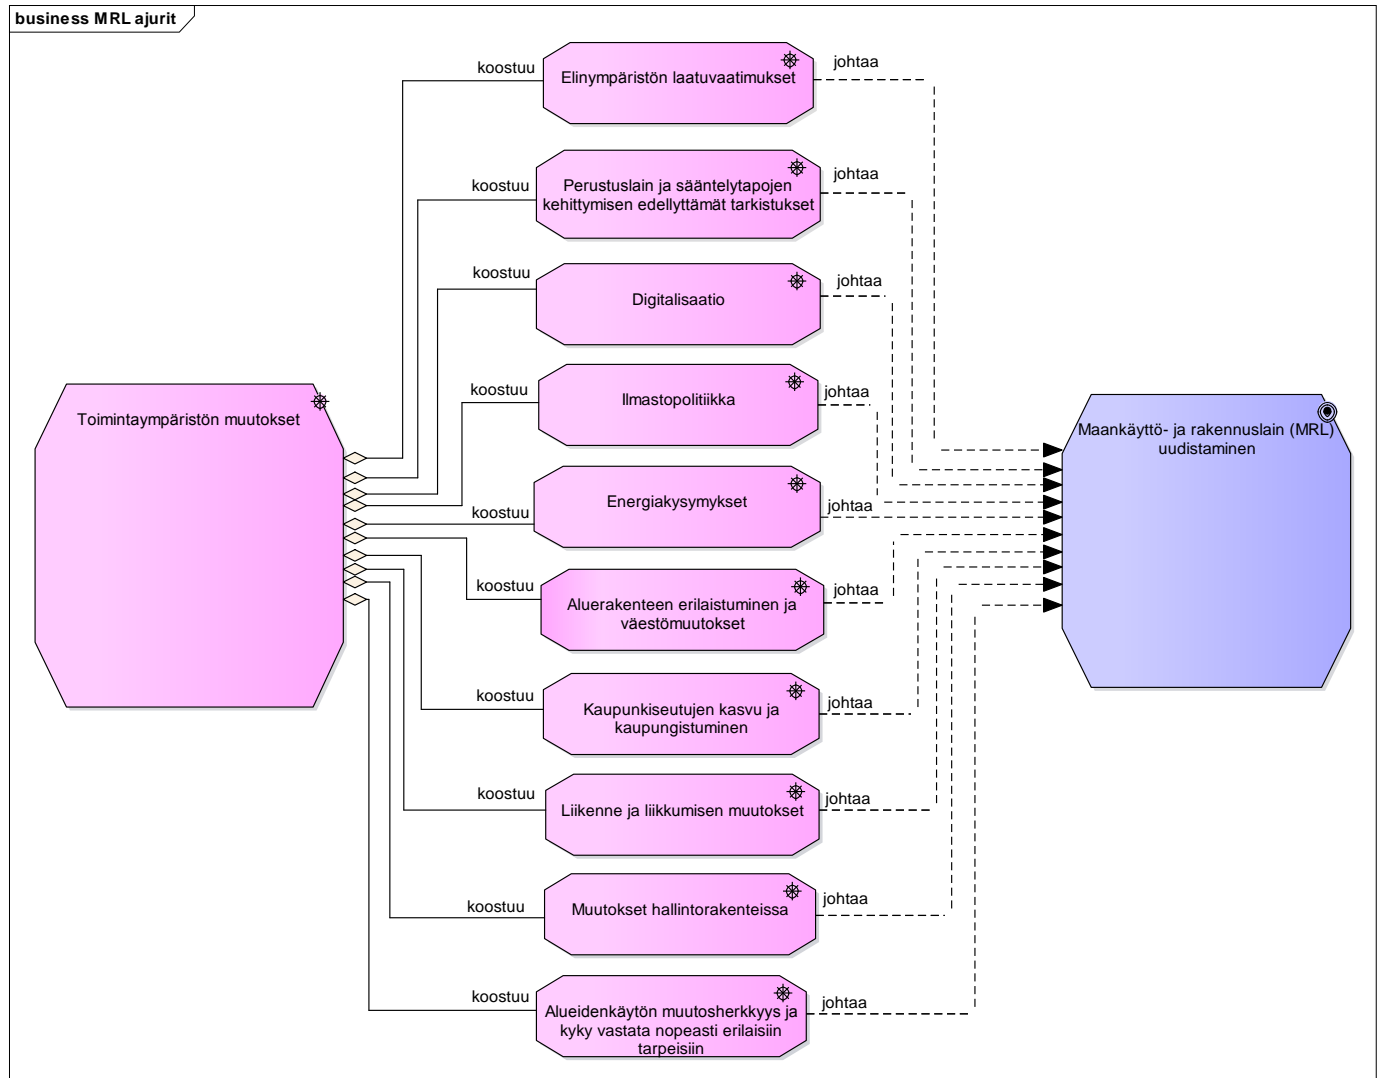 business MRL ajurit
koostuu
Elinympäristön laatuvaatimukset
johtaa
koostuu
Perustuslain ja sääntelytapojen
kehittymisen edellyttämät tarkistukset
johtaa
koostuu
Digitalisaatio
johtaa
koostuu
Ilmastopolitiikka
johtaa
Toimintaympäristön muutokset
Maankäyttö- ja rakennuslain (MRL)
uudistaminen
koostuu
Energiakysymykset
johtaa
koostuu
Aluerakenteen erilaistuminen ja
väestömuutokset
johtaa
koostuu
Kaupunkiseutujen kasvu ja
kaupungistuminen
johtaa
koostuu
Liikenne ja liikkumisen muutokset
johtaa
koostuu
Muutokset hallintorakenteissa
johtaa
koostuu
Alueidenkäytön muutosherkkyys ja
kyky vastata nopeasti erilaisiin
tarpeisiin
johtaa